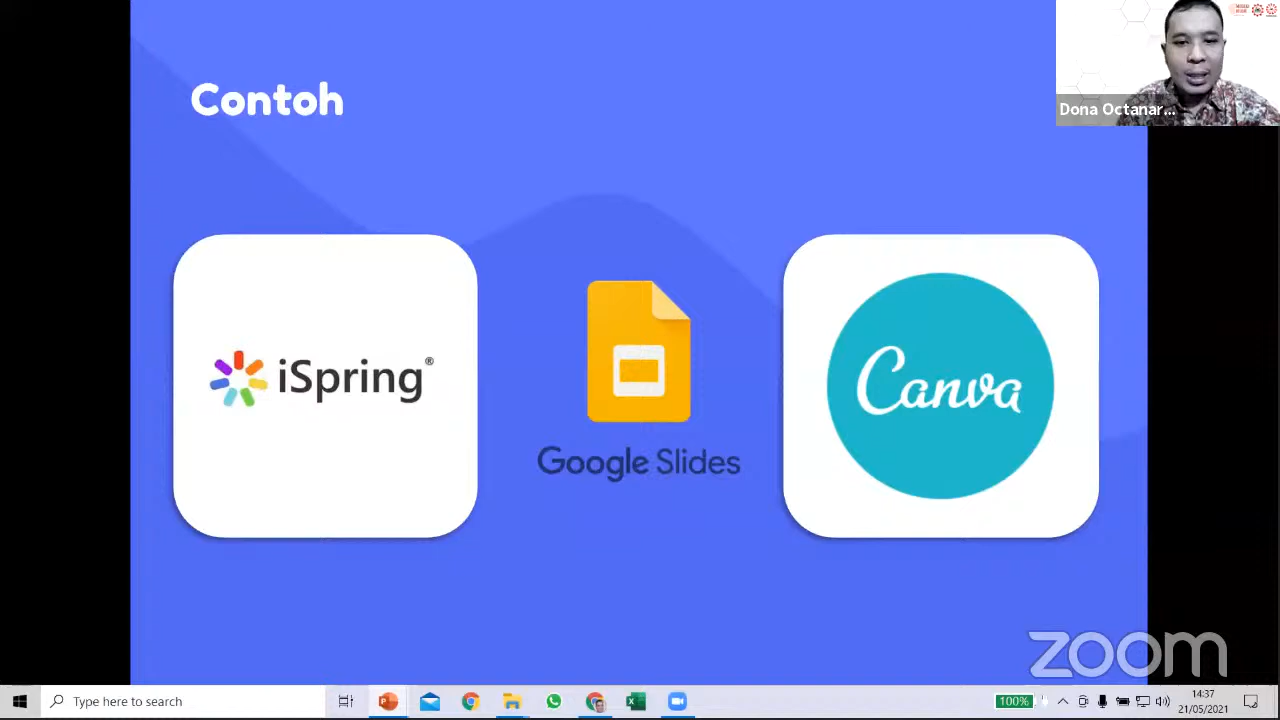 Contoh
Dona Octanar...
iSpring®
Google Slides
Canva
zoom
Type here to search
100%
14:37
21/05/2021